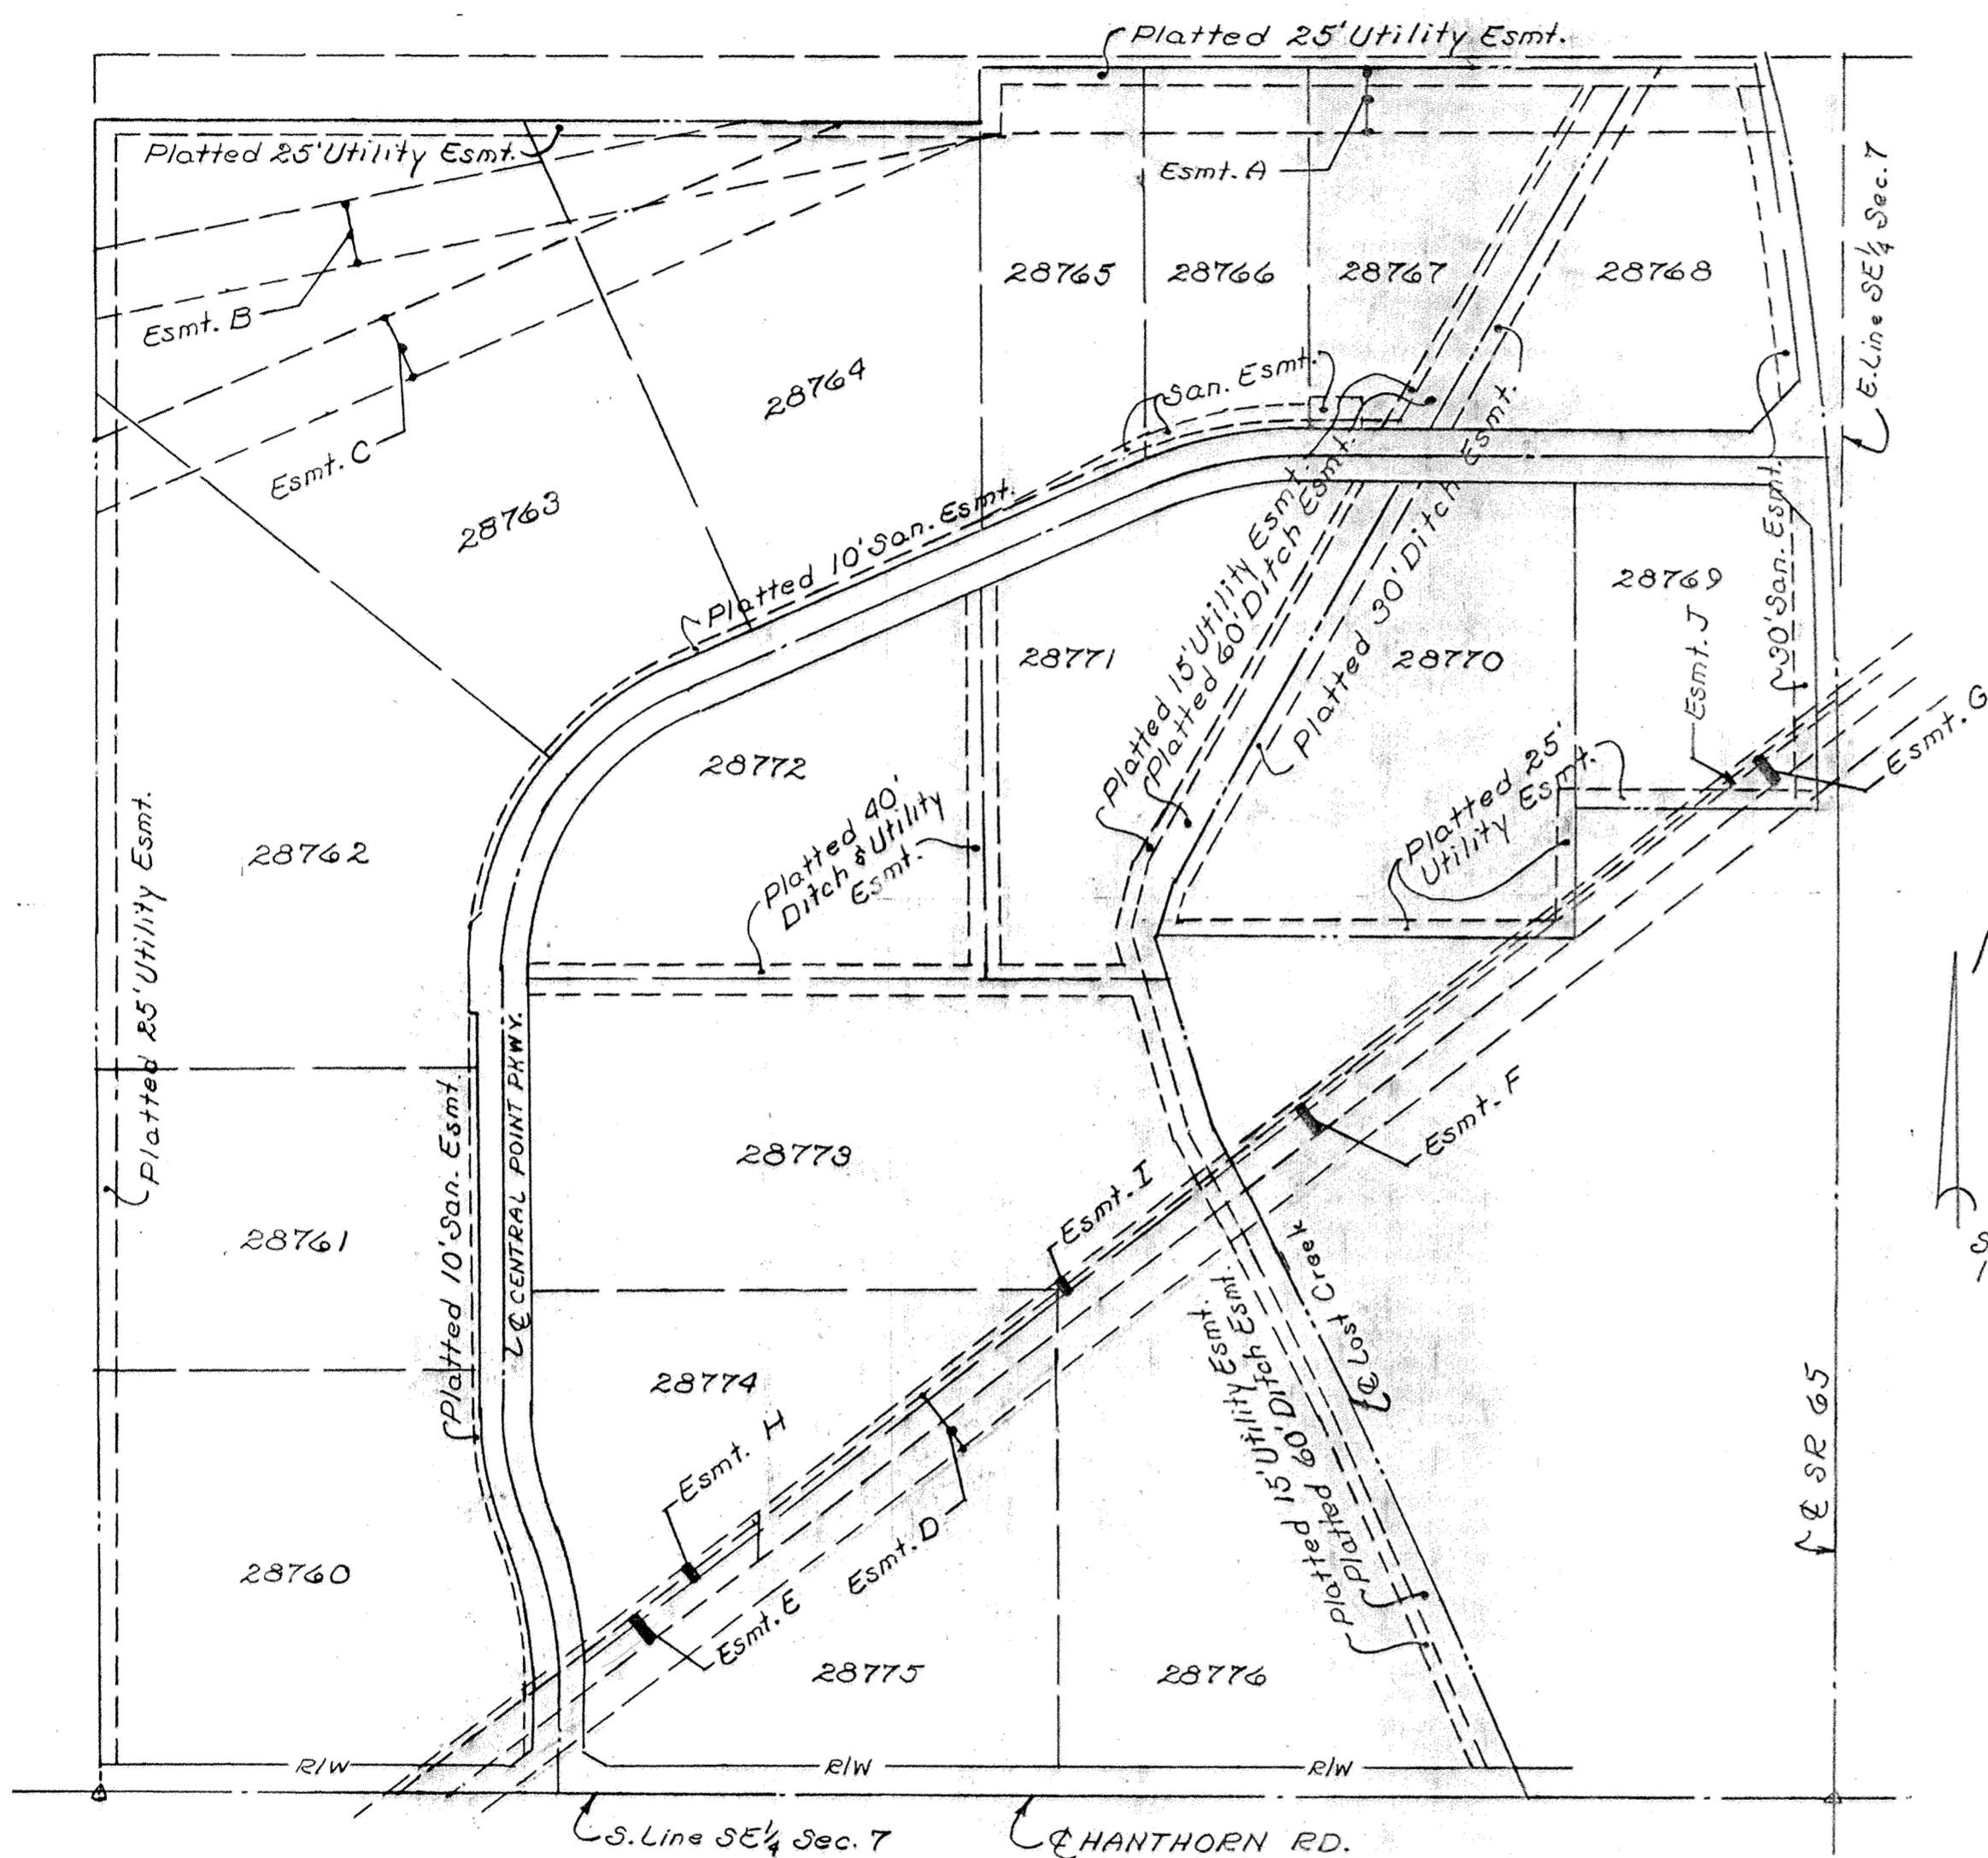 Platted 25' Utility Esmt.
Platted 25' Utility Esmt.
Esmt. A
E. Line SE¼ Sec. 7
28765
28766
28767
28768
Esmt. B
Esmt. C
28764
San. Esmt.
28763
Platted 10' San. Esmt.
Platted 15' Utility Esmt.
Platted 60' Ditch Esmt.
Platted 30' Ditch Esmt.
30' San. Esmt.
28769
Esmt. J
28771
28770
Esmt. G
28772
Platted 40'
Ditch & Utility
Esmt.
Platted 25'
Utility Esmt.
28762
Platted 25' Utility Esmt.
Platted 10' San. Esmt.
℄ CENTRAL POINT PKWY.
28773
Esmt. F
Esmt. I
28761
℄ Lost Creek
Platted 15' Utility Esmt.
Platted 60' Ditch Esmt.
28774
Esmt. H
Esmt. D
℄ SR 65
28760
Esmt. E
28775
28776
R/W
R/W
R/W
S. Line SE¼ Sec. 7
℄ HANTHORN RD.